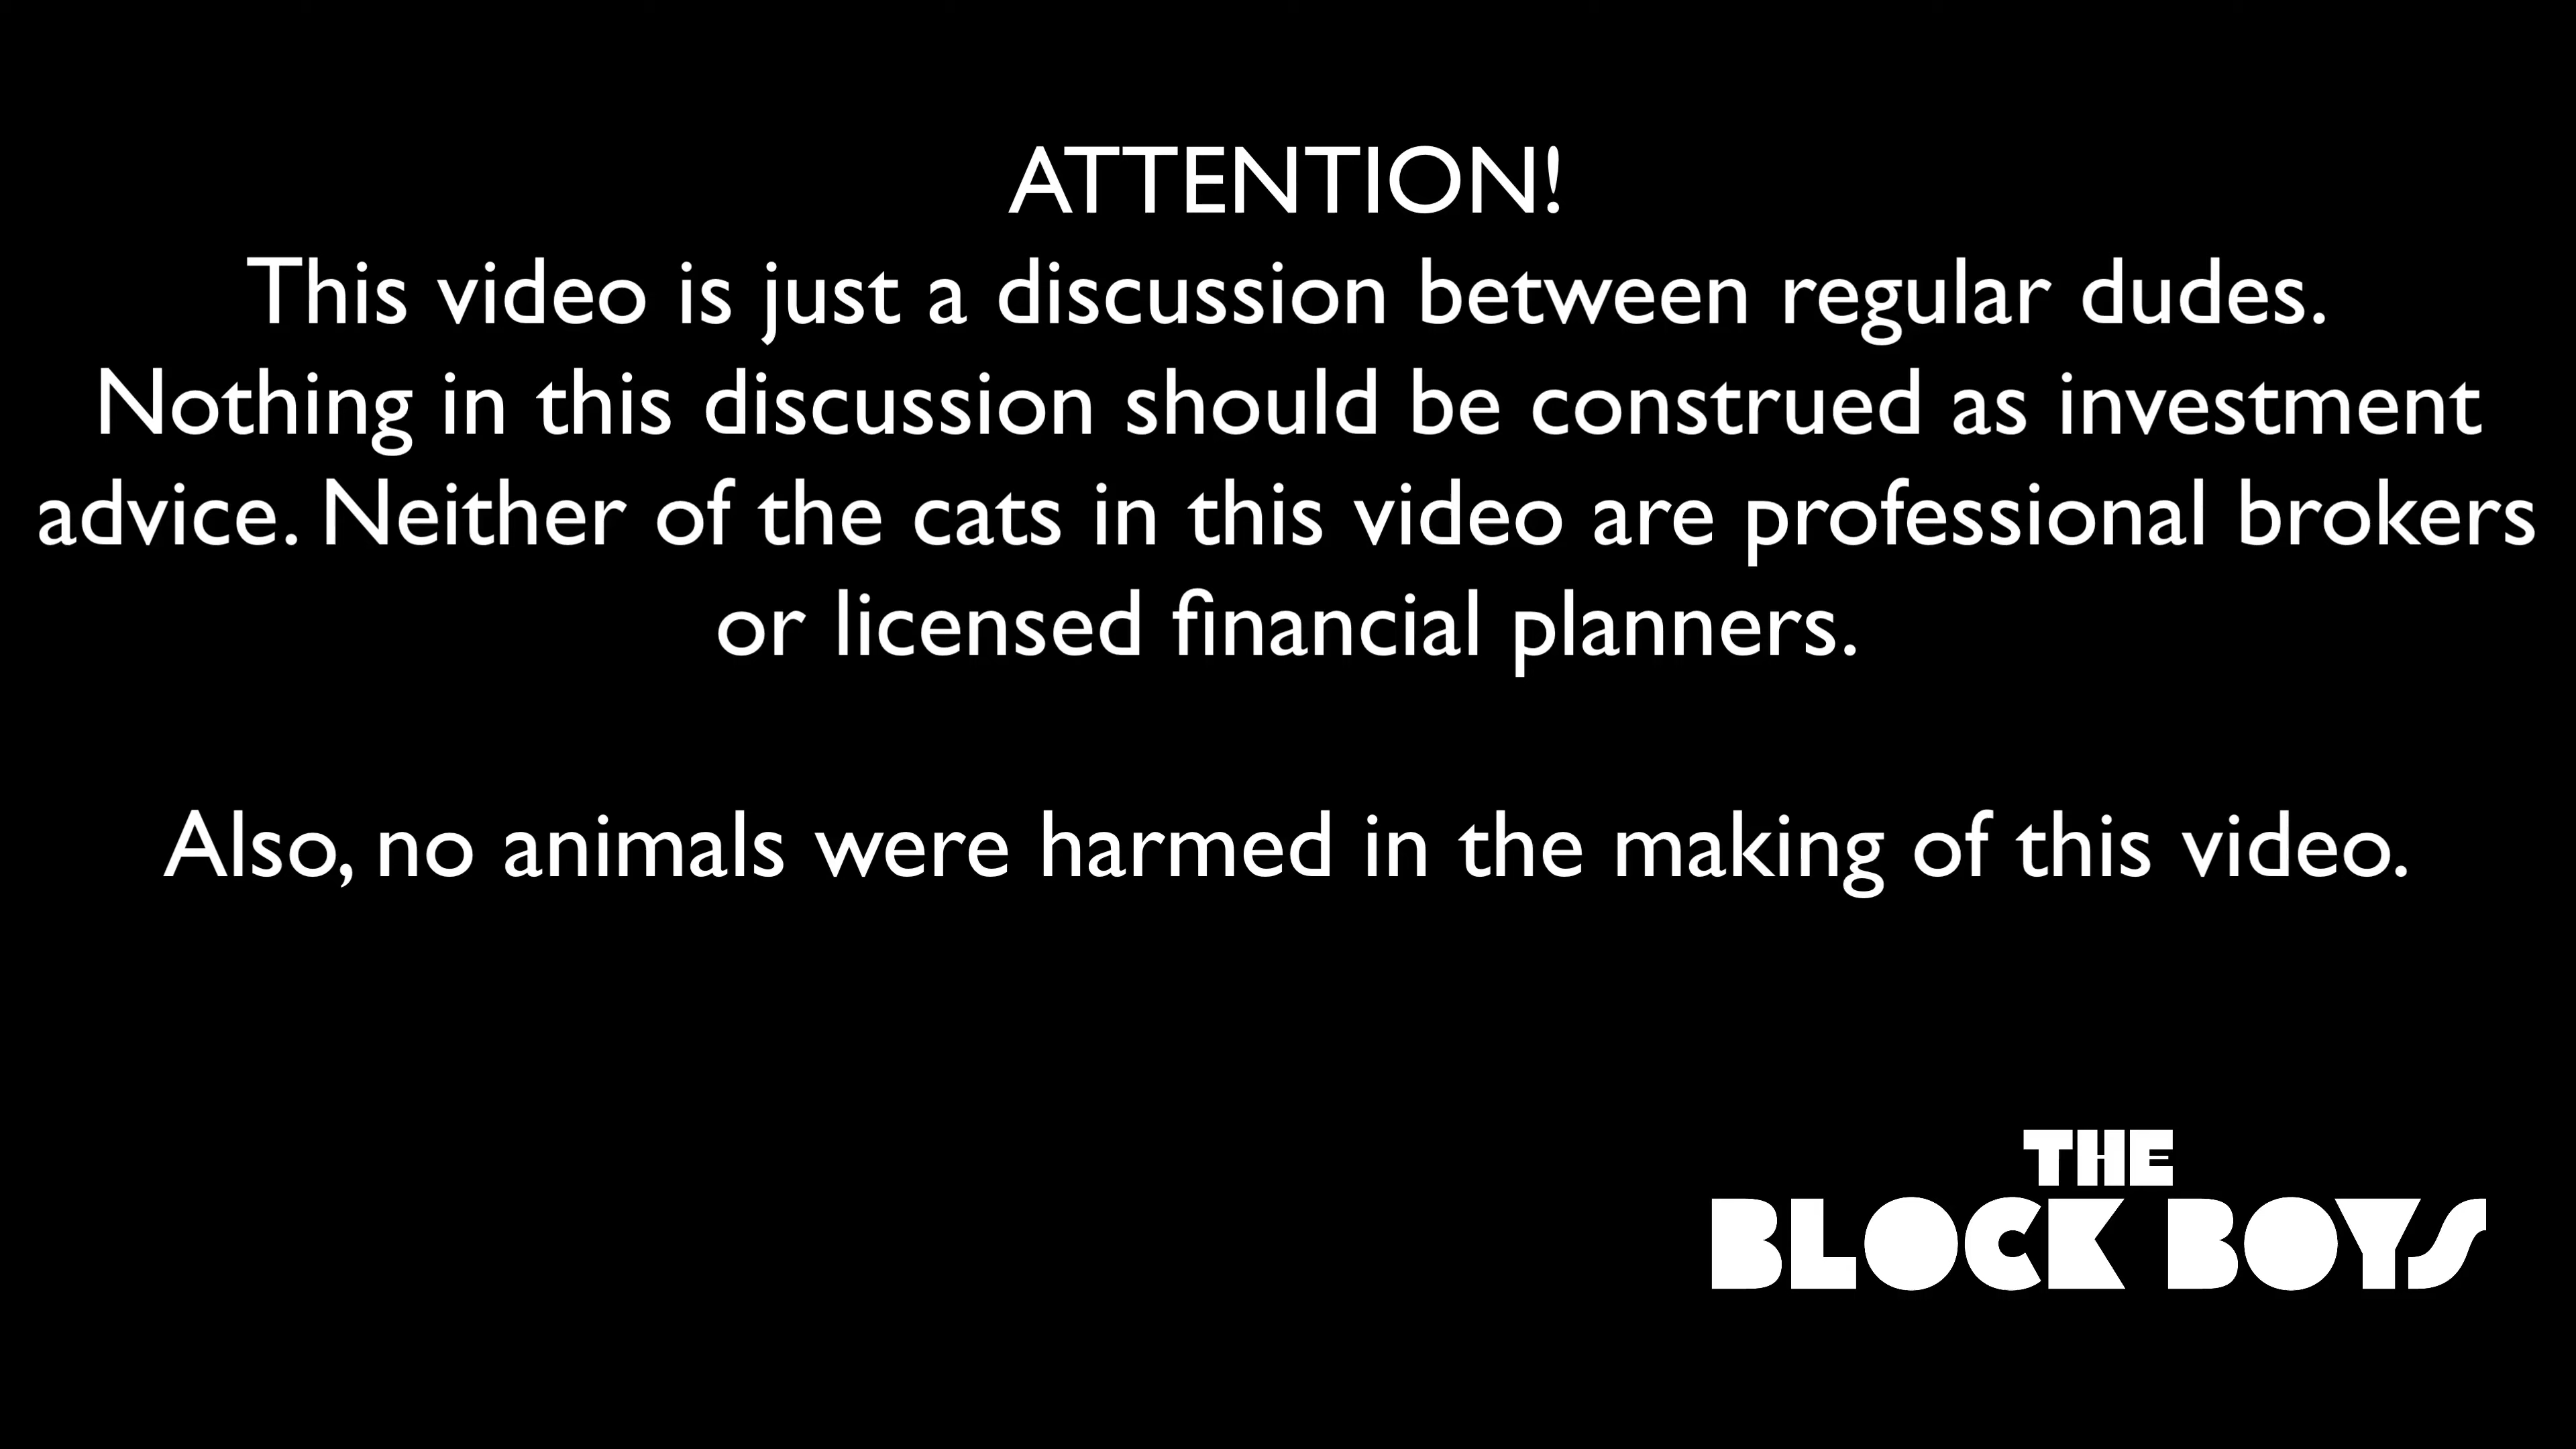 ATTENTION!
This video is just a discussion between regular dudes.
Nothing in this discussion should be construed as investment
advice. Neither of the cats in this video are professional brokers
or licensed financial planners.
Also, no animals were harmed in the making of this video.
THE
BLOCK BOYS